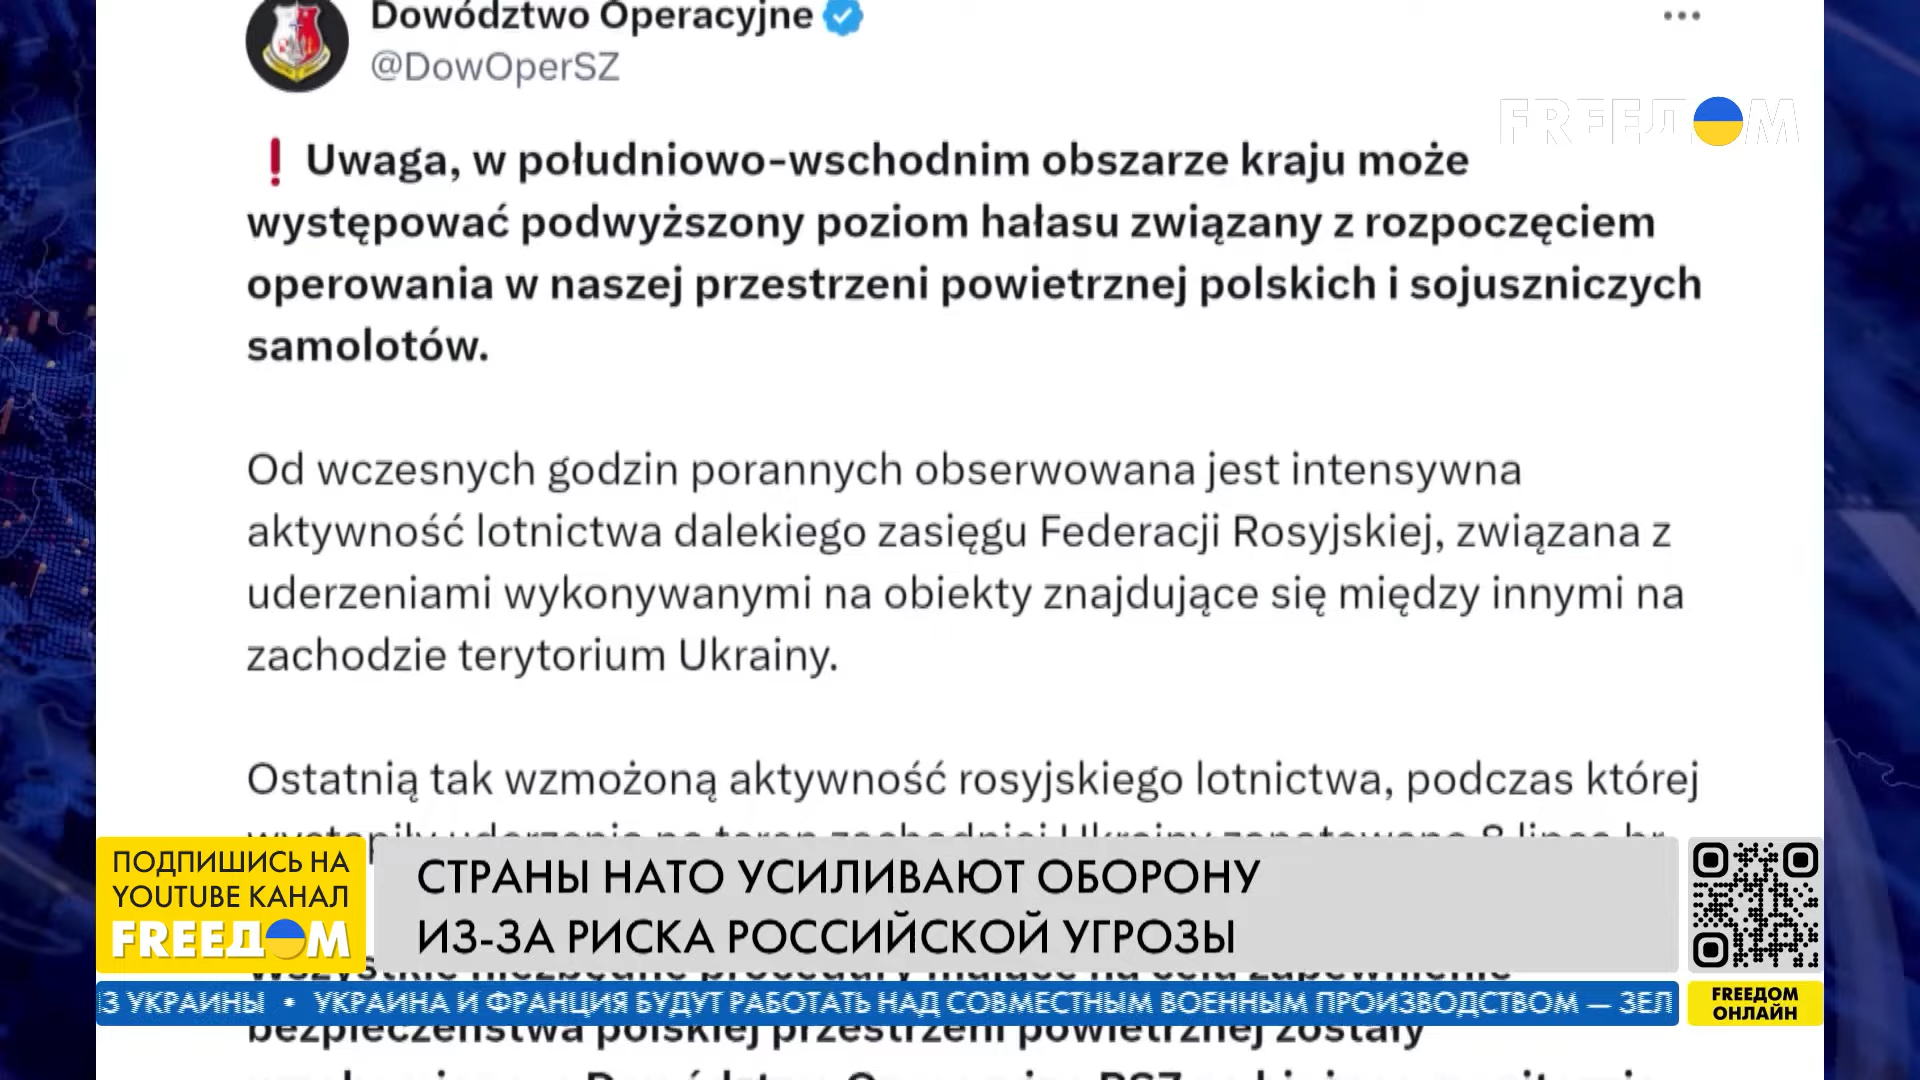 Dowództwo Operacyjne
@DowOperSZ
FREEДOM
❗ Uwaga, w południowo-wschodnim obszarze kraju może
występować podwyższony poziom hałasu związany z rozpoczęciem
operowania w naszej przestrzeni powietrznej polskich i sojuszniczych
samolotów.
Od wczesnych godzin porannych obserwowana jest intensywna
aktywność lotnictwa dalekiego zasięgu Federacji Rosyjskiej, związana z
uderzeniami wykonywanymi na obiekty znajdujące się między innymi na
zachodzie terytorium Ukrainy.
Ostatnią tak wzmożoną aktywność rosyjskiego lotnictwa, podczas której
ПОДПИШИСЬ НА
YOUTUBE КАНАЛ
FREEДOM
СТРАНЫ НАТО УСИЛИВАЮТ ОБОРОНУ
ИЗ-ЗА РИСКА РОССИЙСКОЙ УГРОЗЫ
ИЗ УКРАИНЫ • УКРАИНА И ФРАНЦИЯ БУДУТ РАБОТАТЬ НАД СОВМЕСТНЫМ ВОЕННЫМ ПРОИЗВОДСТВОМ — ЗЕЛ
FREEДОМ
ОНЛАЙН
bezpieczeństwa polskiej przestrzeni powietrznej zostały